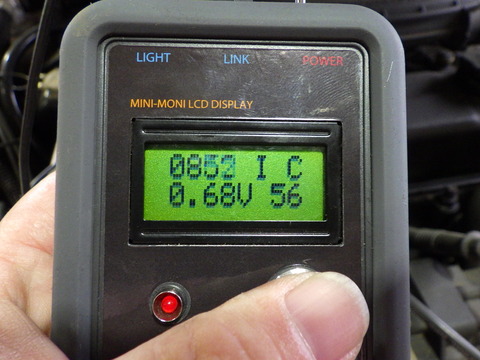 LIGHT LINK POWER
MINI-MONI LCD DISPLAY
0852 I C
0.68V 56